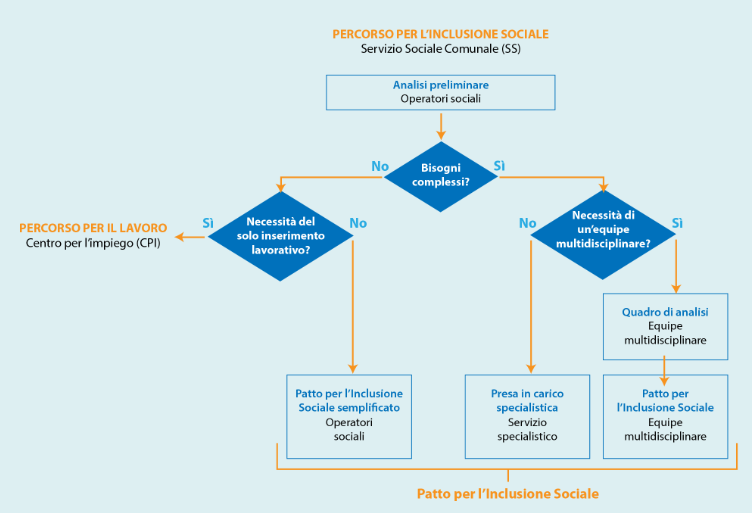 PERCORSO PER L'INCLUSIONE SOCIALE
Servizio Sociale Comunale (SS)
Analisi preliminare
Operatori sociali
No
Bisogni
complessi?
Sì
PERCORSO PER IL LAVORO
Centro per l'impiego (CPI)
Sì
Necessità del
solo inserimento
lavorativo?
No
No
Necessità di
un'equipe
multidisciplinare?
Sì
Quadro di analisi
Equipe
multidisciplinare
Patto per l'Inclusione
Sociale semplificato
Operatori
sociali
Presa in carico
specialistica
Servizio
specialistico
Patto per
l'Inclusione Sociale
Equipe
multidisciplinare
Patto per l'Inclusione Sociale